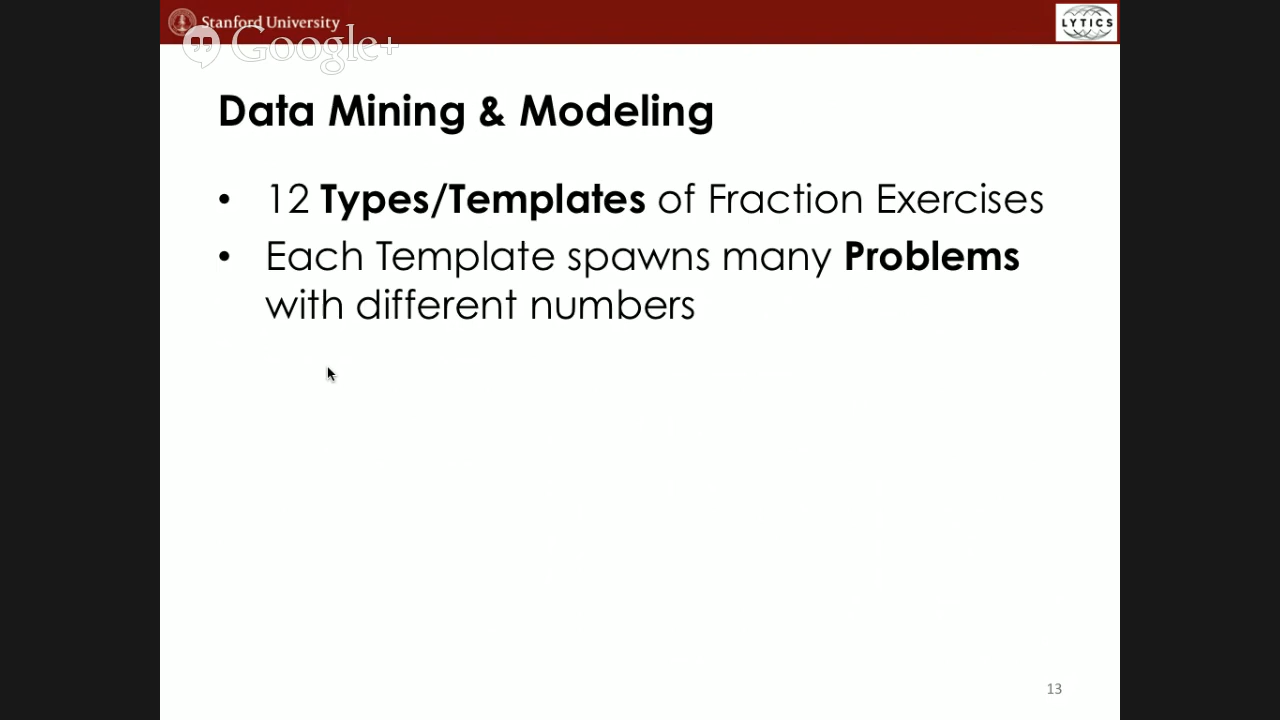 Stanford University
LYTICS
Google+
Data Mining & Modeling
• 12 Types/Templates of Fraction Exercises
• Each Template spawns many Problems
with different numbers
13